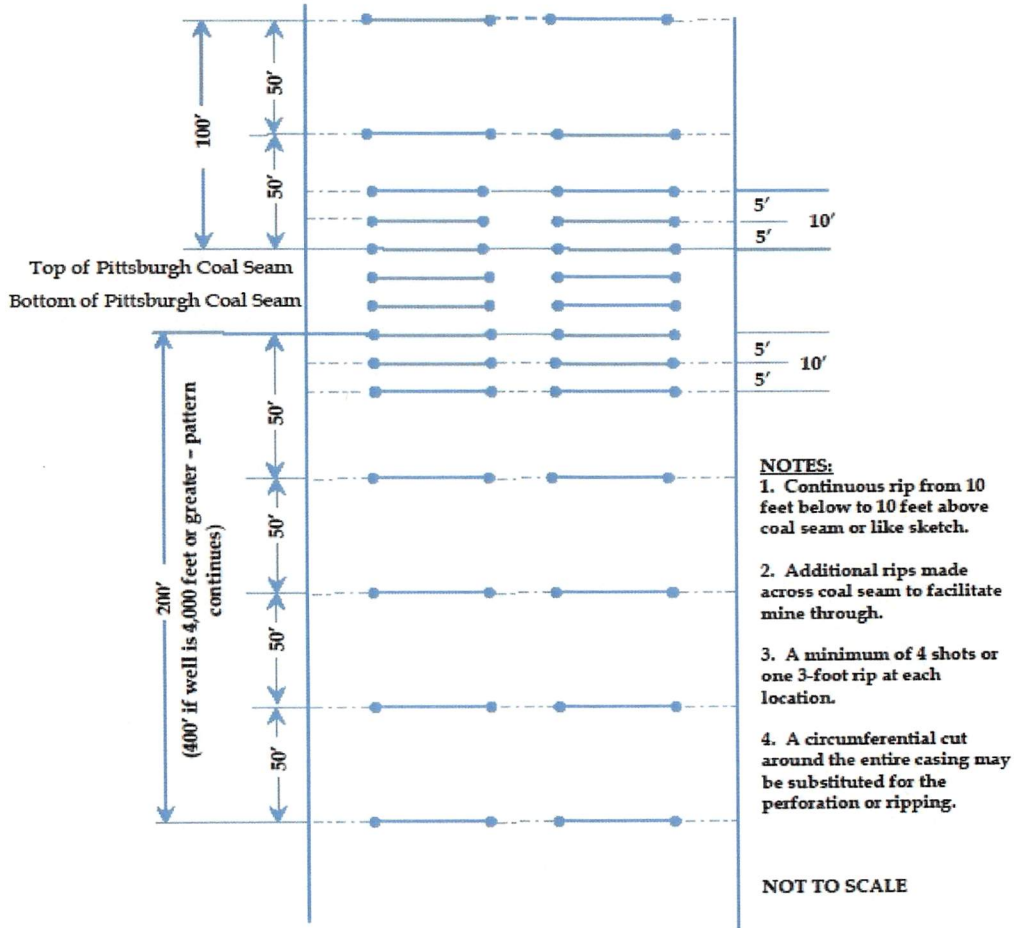 100'
50'
50'
5'
5'
10'
Top of Pittsburgh Coal Seam
Bottom of Pittsburgh Coal Seam
5'
5'
10'
200'
(400' if well is 4,000 feet or greater – pattern
continues)
50'
50'
50'
50'
NOTES:
1. Continuous rip from 10
feet below to 10 feet above
coal seam or like sketch.
2. Additional rips made
across coal seam to facilitate
mine through.
3. A minimum of 4 shots or
one 3-foot rip at each
location.
4. A circumferential cut
around the entire casing may
be substituted for the
perforation or ripping.
NOT TO SCALE